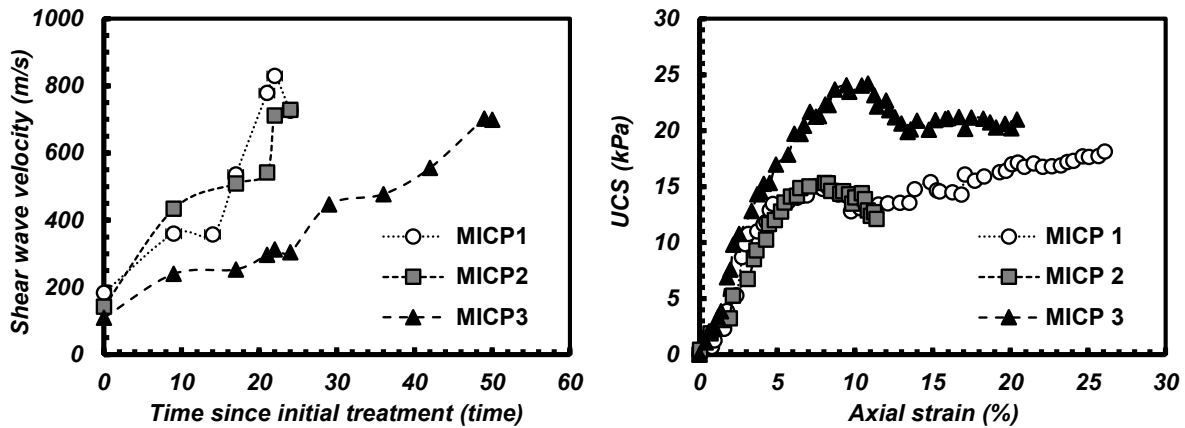 Shear wave velocity (m/s)
1000
800
600
400
200
0
0 10 20 30 40 50 60
Time since initial treatment (time)
MICP1
MICP2
MICP3
UCS (kPa)
30
25
20
15
10
5
0
0 5 10 15 20 25 30
Axial strain (%)
MICP 1
MICP 2
MICP 3